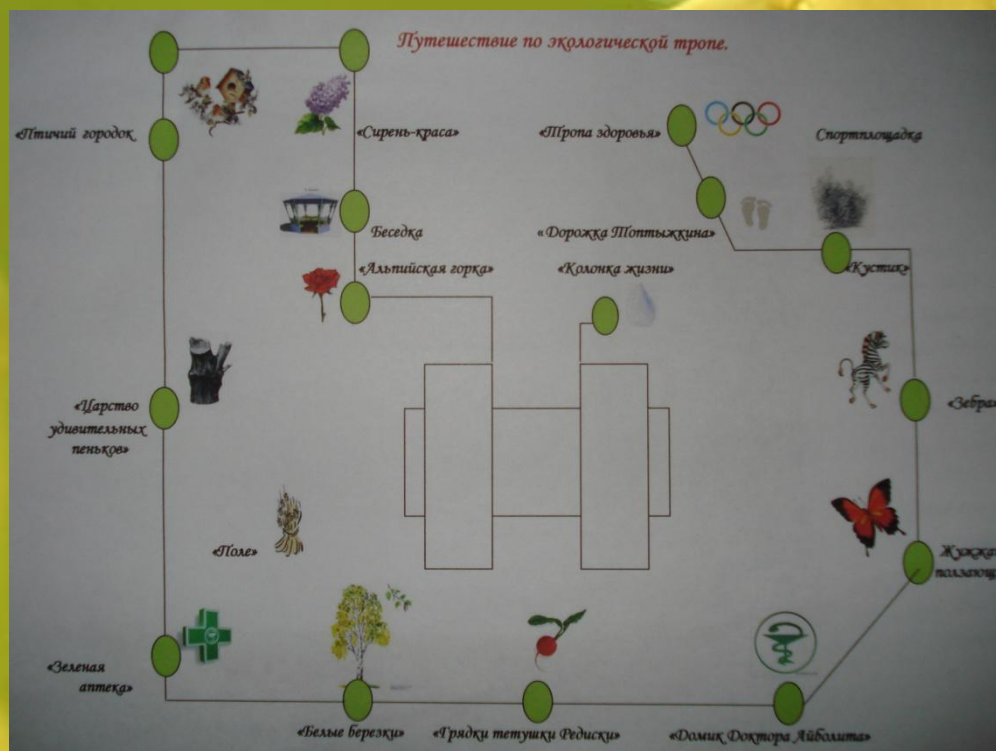 Путешествие по экологической тропе.
«Птичий городок
«Сирень-краса»
«Тропа здоровья»
Спортплощадка
Беседка
«Дорожка Топтыжкина»
«Альпийская горка»
«Колонка жизни»
«Кустик»
«Царство
удивительных
пеньков»
«Зебра»
«Поле»
«Зеленая
аптека»
«Белые березки»
«Грядки тетушки Редиски»
«Домик Доктора Айболита»